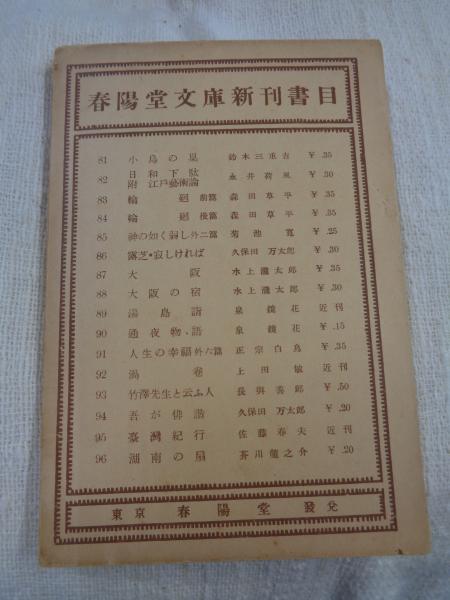 春陽堂文庫新刊書目
81 小鳥の巣 鈴木三重吉 ¥ .35
82 日和下駄 附 江戸藝術論 永井荷風 ¥ .30
83 輪廻 前篇 森田草平 ¥ .35
84 輪廻 後篇 森田草平 ¥ .35
85 神の如く弱し 外二篇 菊池寛 ¥ .25
86 露芝・寂しければ 久保田万太郎 ¥ .30
87 大阪 水上瀧太郎 ¥ .35
88 大阪の宿 水上瀧太郎 ¥ .30
89 湯島詣 泉鏡花 近刊
90 通夜物語 泉鏡花 ¥ .15
91 人生の幸福 外六篇 正宗白鳥 ¥ .35
92 渦巻 上田敏 近刊
93 竹澤先生と云ふ人 長與善郎 ¥ .50
94 吾が俳諧 久保田万太郎 ¥ .20
95 臺灣紀行 佐藤春夫 近刊
96 湖南の扇 芥川龍之介 ¥ .20
東京 春陽堂 發兌